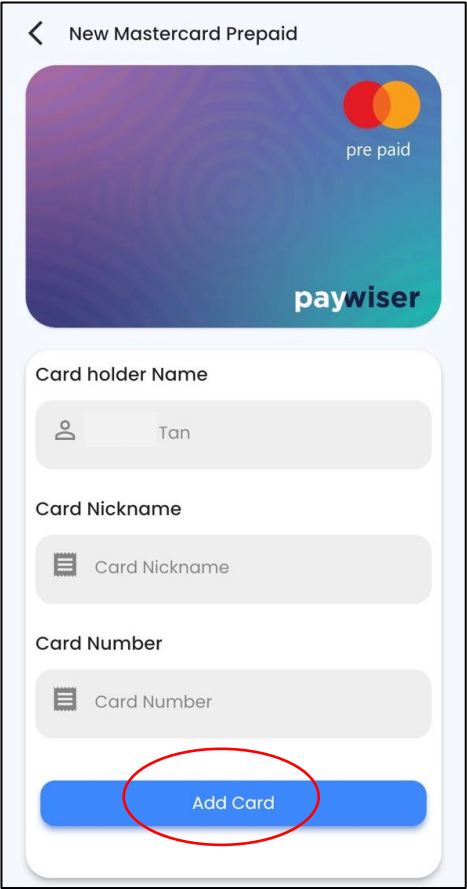 New Mastercard Prepaid
pre paid
paywiser
Card holder Name
Tan
Card Nickname
Card Nickname
Card Number
Card Number
Add Card